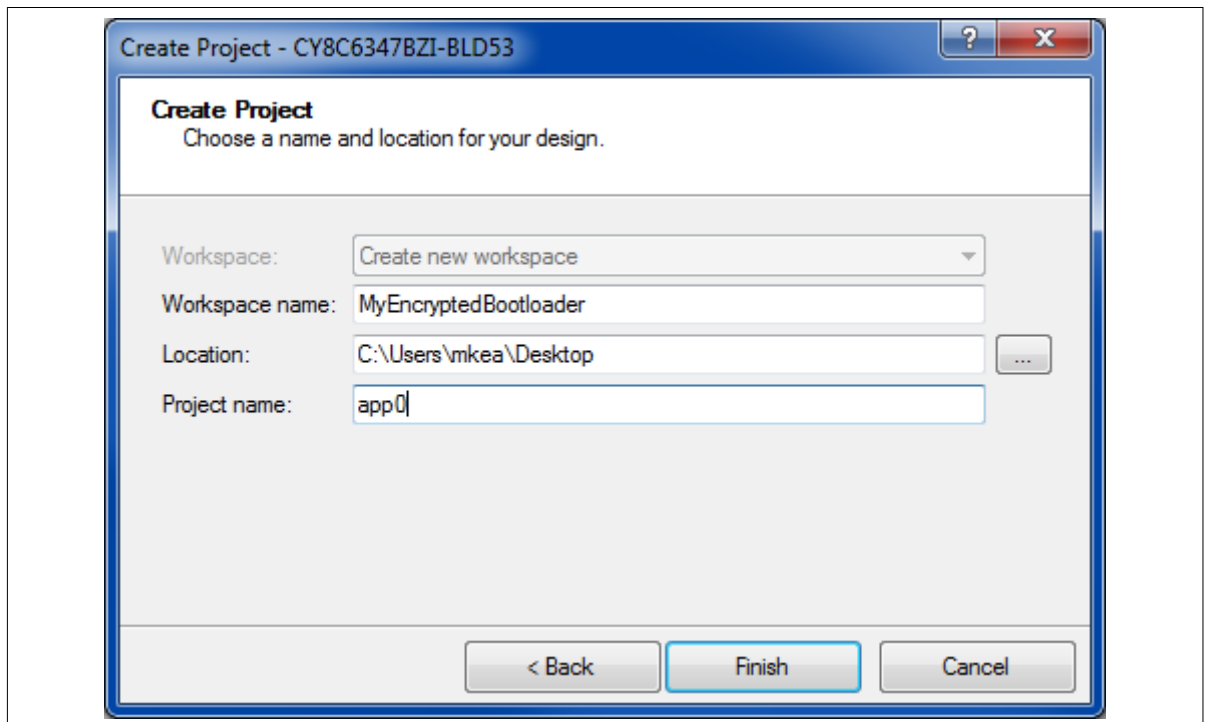 Create Project - CY8C6347BZI-BLD53
?
Create Project
Choose a name and location for your design.
Workspace: Create new workspace
Workspace name: MyEncryptedBootloader
Location: C:\Users\mkea\Desktop ...
Project name: app0
< Back Finish Cancel